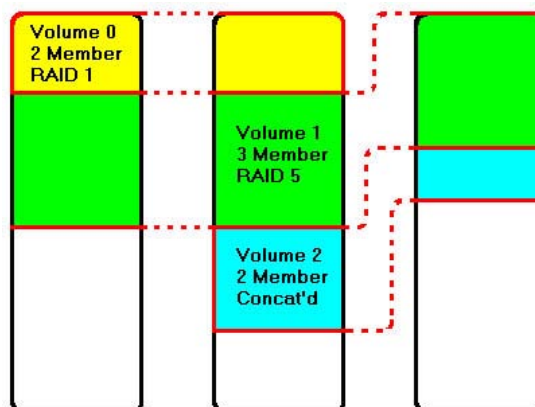 Volume 0
2 Member
RAID 1
Volume 1
3 Member
RAID 5
Volume 2
2 Member
Concat'd